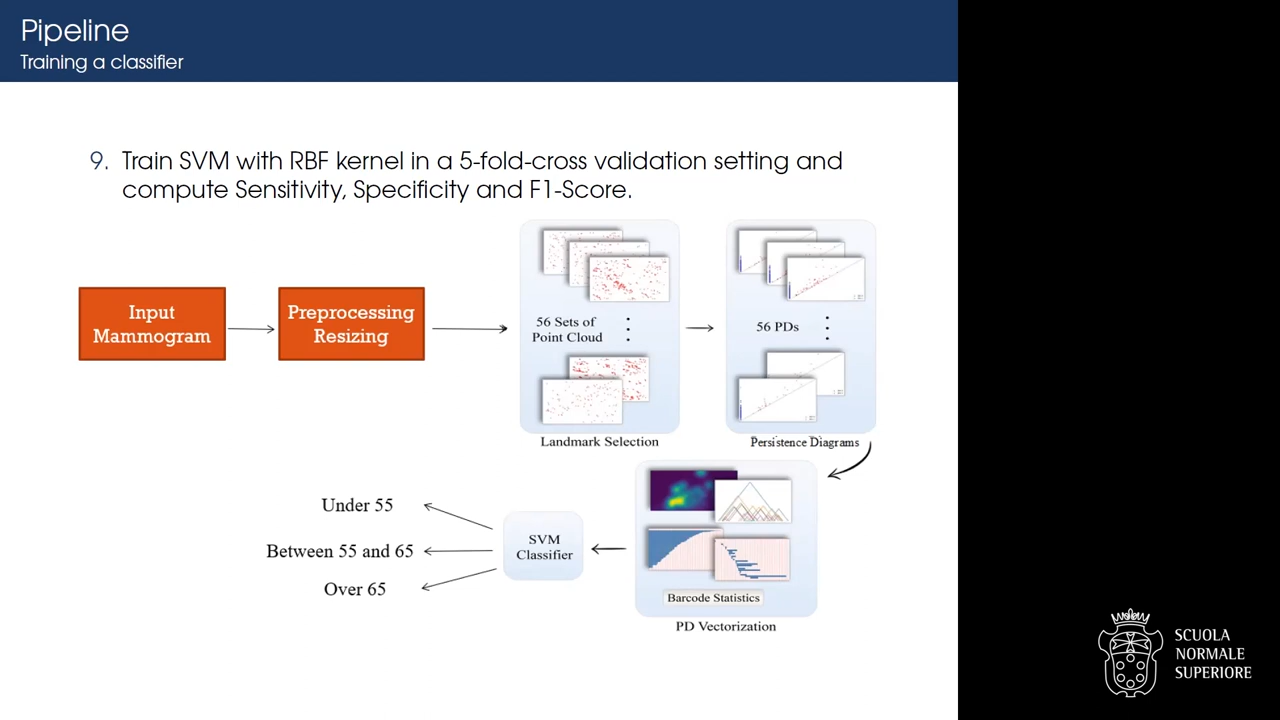 Pipeline
Training a classifier
9. Train SVM with RBF kernel in a 5-fold-cross validation setting and
compute Sensitivity, Specificity and F1-Score.
Input
Mammogram
Preprocessing
Resizing
56 Sets of
Point Cloud
Landmark Selection
56 PDs
Persistence Diagrams
Barcode Statistics
PD Vectorization
SVM
Classifier
Under 55
Between 55 and 65
Over 65
SCUOLA
NORMALE
SUPERIORE